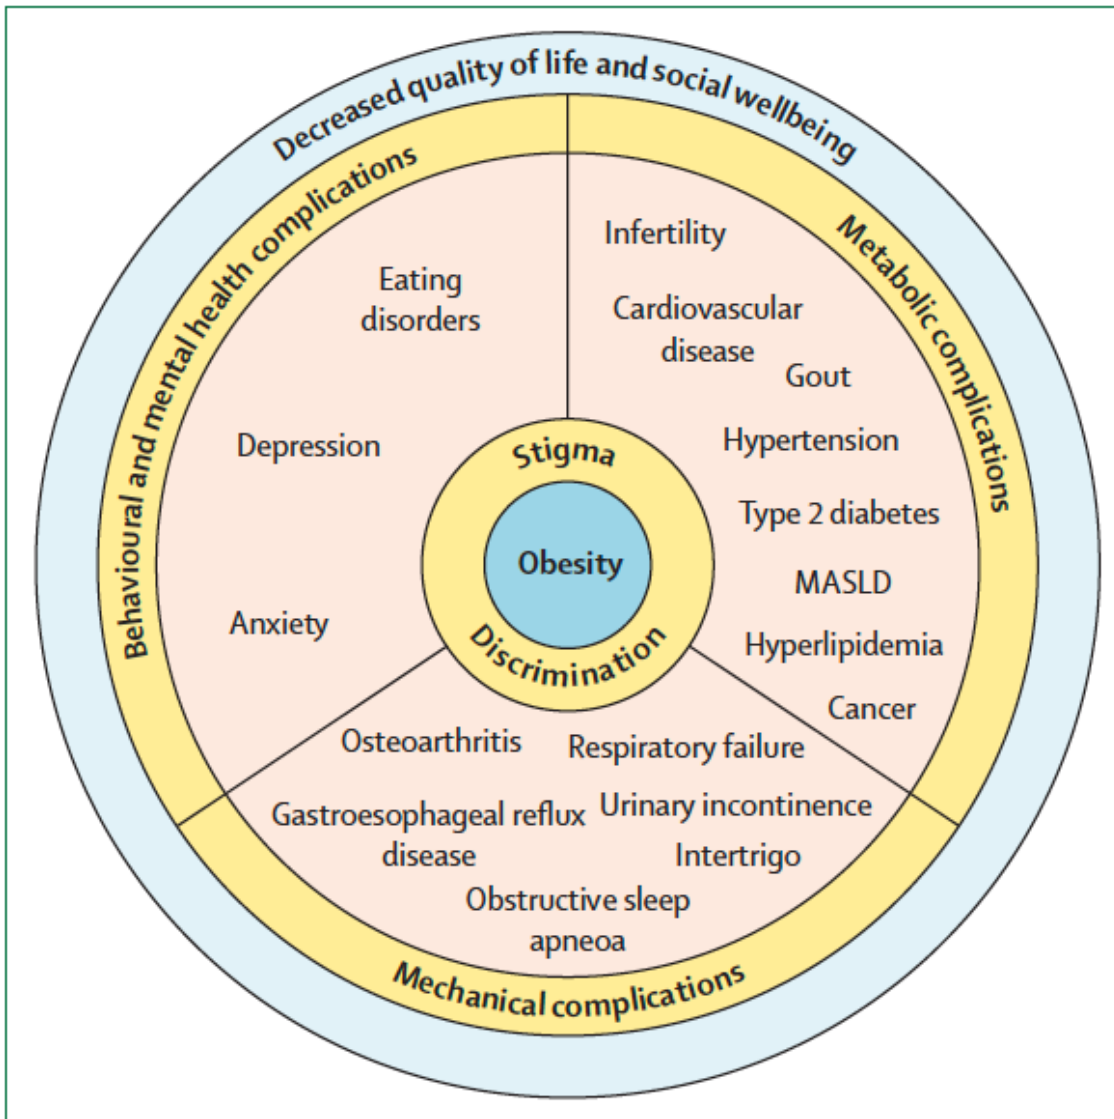 Decreased quality of life and social wellbeing
Behavioural and mental health complications
Metabolic complications
Eating
disorders
Depression
Anxiety
Infertility
Cardiovascular
disease
Gout
Hypertension
Type 2 diabetes
MASLD
Hyperlipidemia
Cancer
Stigma
Obesity
Discrimination
Osteoarthritis
Respiratory failure
Gastroesophageal reflux
disease
Urinary incontinence
Intertrigo
Obstructive sleep
apneoa
Mechanical complications